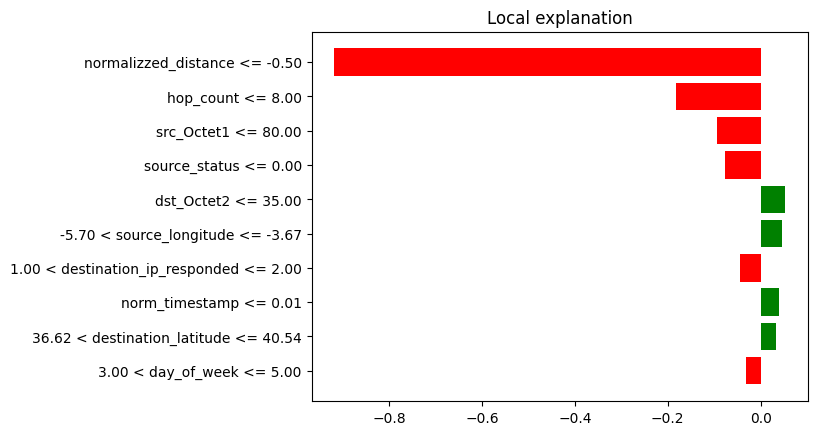 Local explanation
normalizzed_distance <= -0.50
hop_count <= 8.00
src_Octet1 <= 80.00
source_status <= 0.00
dst_Octet2 <= 35.00
-5.70 < source_longitude <= -3.67
1.00 < destination_ip_responded <= 2.00
norm_timestamp <= 0.01
36.62 < destination_latitude <= 40.54
3.00 < day_of_week <= 5.00
−0.8 −0.6 −0.4 −0.2 0.0